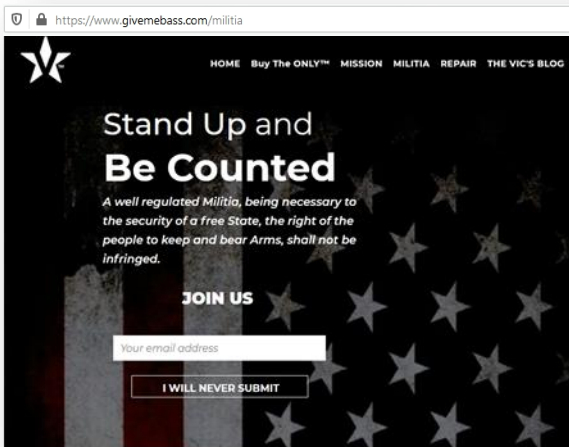 https://www.givemebass.com/militia
HOME Buy The ONLY™ MISSION MILITIA REPAIR THE VIC'S BLOG
Stand Up and
Be Counted
A well regulated Militia, being necessary to
the security of a free State, the right of the
people to keep and bear Arms, shall not be
infringed.
JOIN US
Your email address
I WILL NEVER SUBMIT